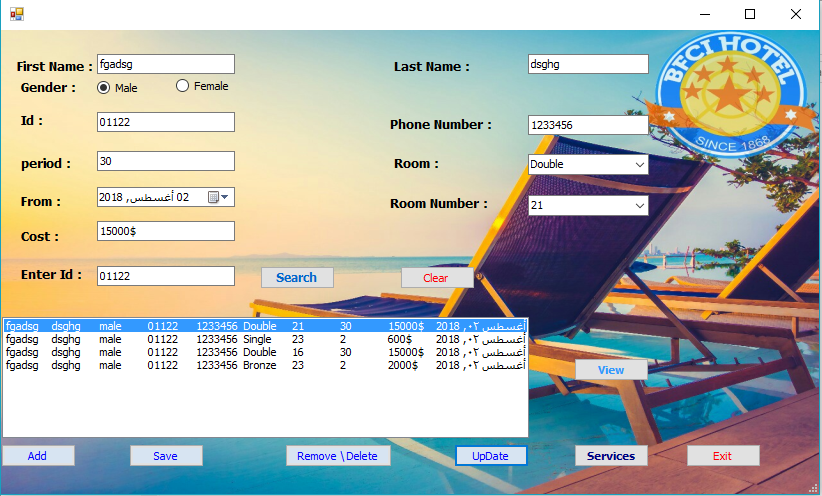 First Name : fgadsg Last Name : dsghg
BFCI HOTEL
SINCE 1868
Gender : Male Female
Id : 01122 Phone Number : 1233456
period : 30 Room : Double
From : 02 أغسطس, 2018 Room Number : 21
Cost : 15000$
Enter Id : 01122 Search Clear
fgadsg dsghg male 01122 1233456 Double 21 30 15000$ أغسطس ٠٢, 2018
fgadsg dsghg male 01122 1233456 Single 23 2 600$ أغسطس ٠٢, 2018
fgadsg dsghg male 01122 1233456 Double 16 30 15000$ أغسطس ٠٢, 2018
fgadsg dsghg male 01122 1233456 Bronze 23 2 2000$ أغسطس ٠٢, 2018
View
Add Save Remove \Delete UpDate Services Exit